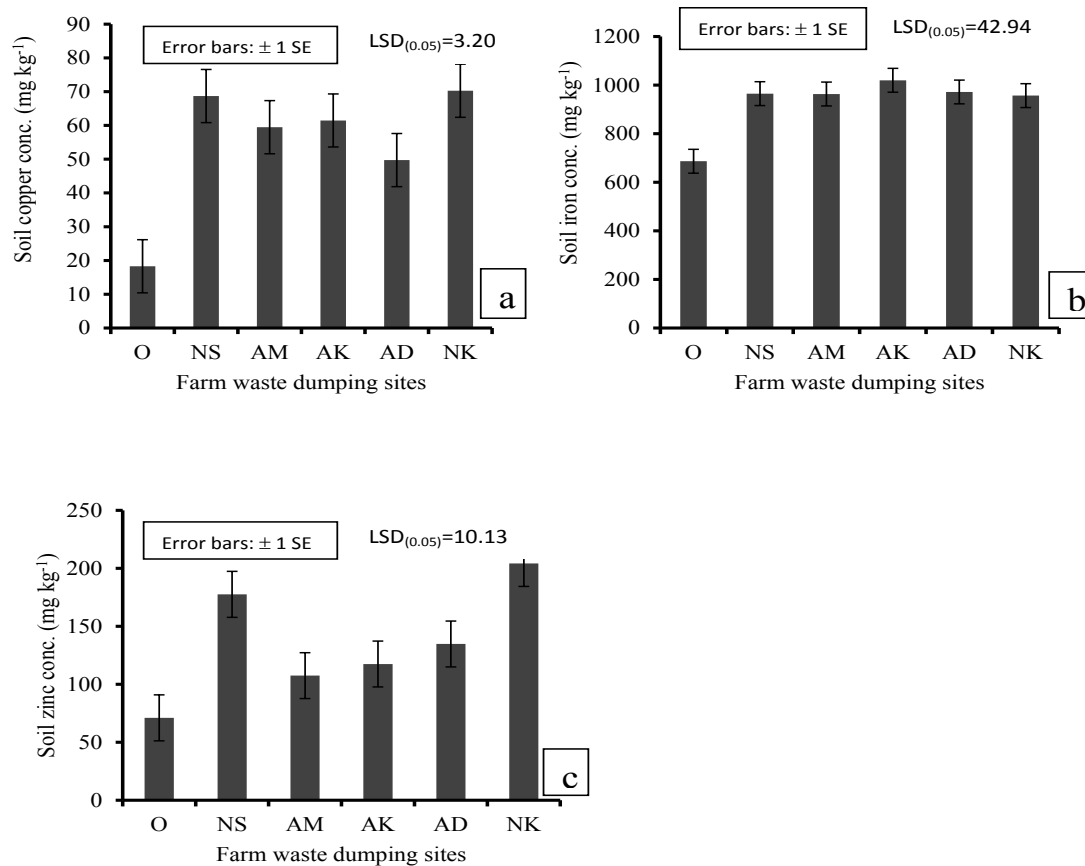 Error bars: ± 1 SE
LSD(0.05)=3.20
Soil copper conc. (mg kg-1)
90
80
70
60
50
40
30
20
10
0
O NS AM AK AD NK
Farm waste dumping sites
a
Error bars: ± 1 SE
LSD(0.05)=42.94
Soil iron conc. (mg kg-1)
1200
1000
800
600
400
200
0
O NS AM AK AD NK
Farm waste dumping sites
b
Error bars: ± 1 SE
LSD(0.05)=10.13
Soil zinc conc. (mg kg-1)
250
200
150
100
50
0
O NS AM AK AD NK
Farm waste dumping sites
c